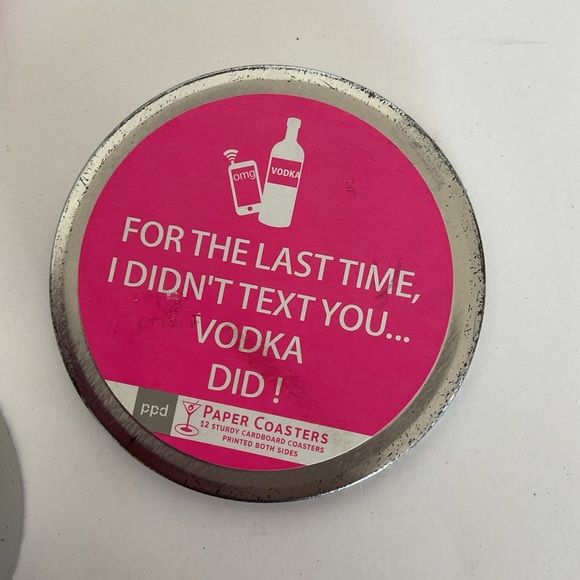 omg
VODKA
FOR THE LAST TIME,
I DIDN'T TEXT YOU...
VODKA
DID !
ppd
PAPER COASTERS
12 STURDY CARDBOARD COASTERS
PRINTED BOTH SIDES